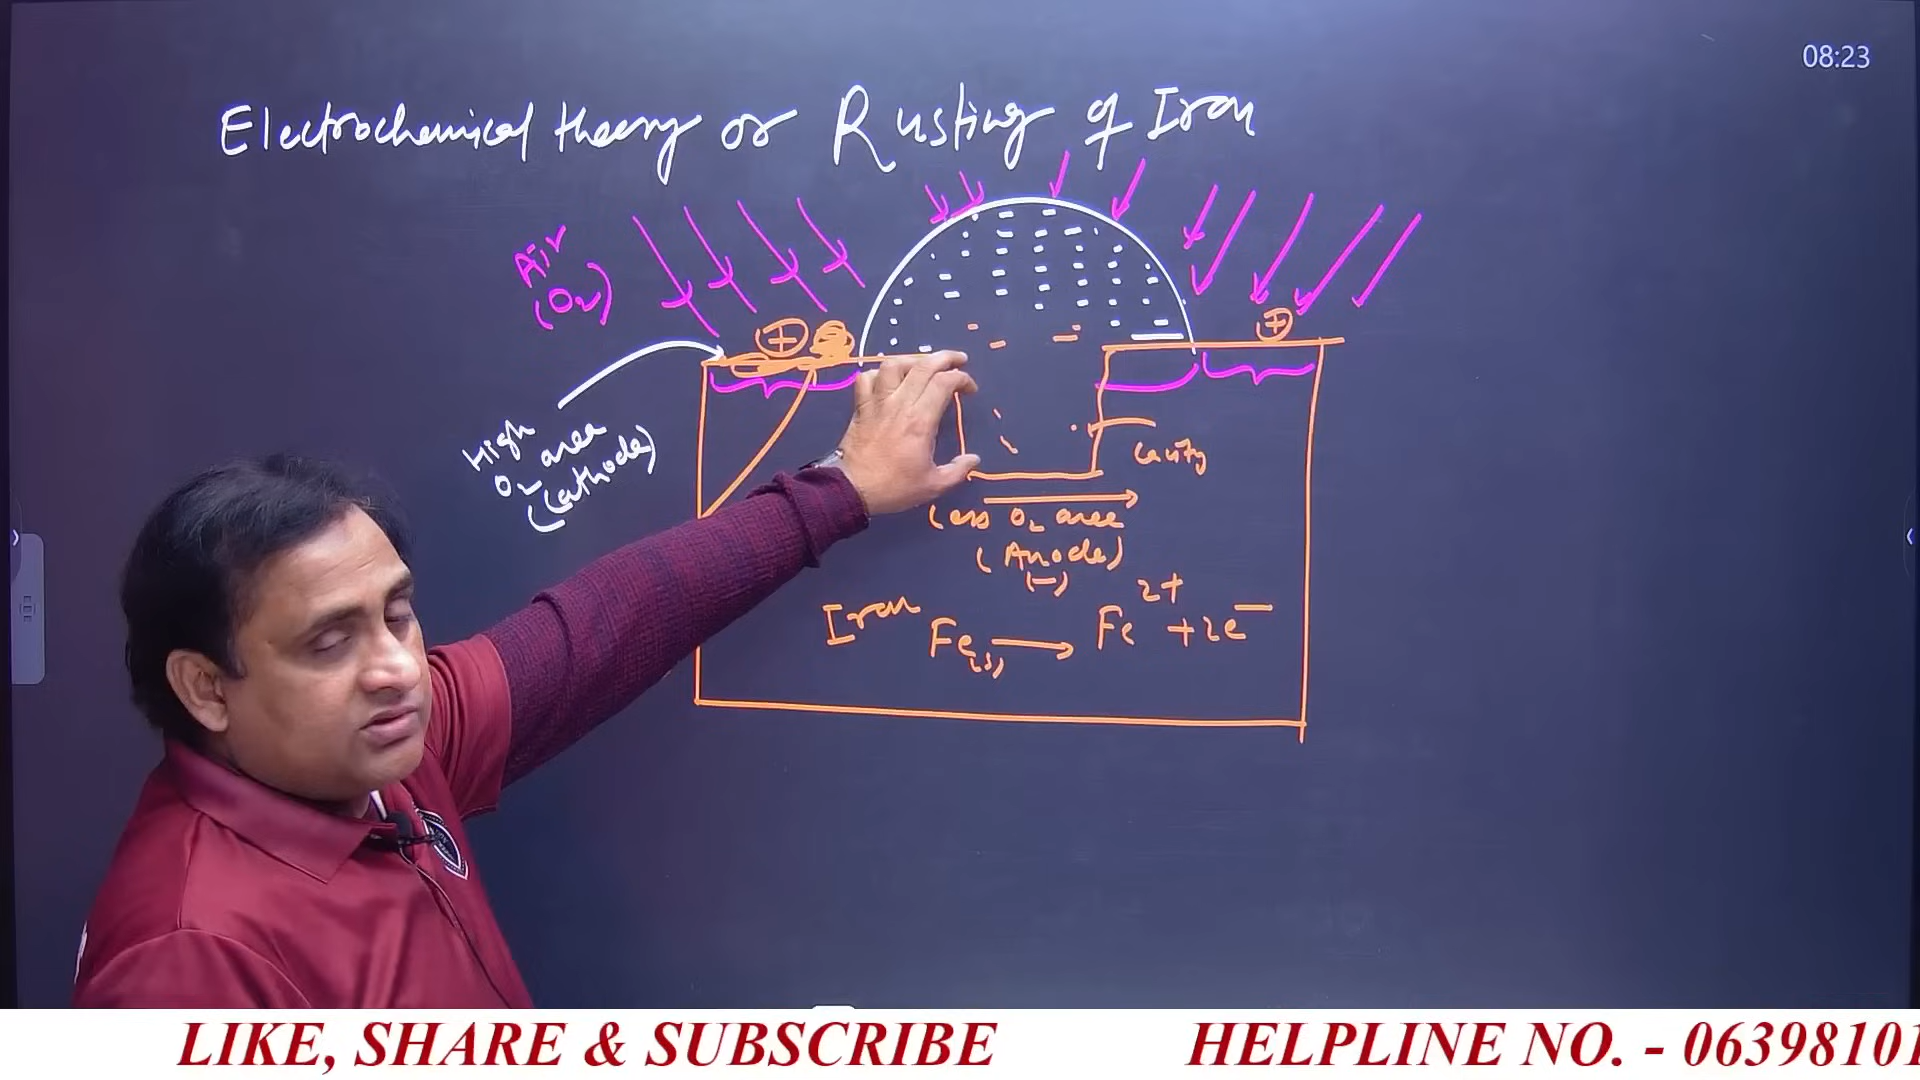 08:23
Electrochemical theory or Rusting of Iron
Air
(O2)
+
+
High
O2 area
(Cathode)
cavity
Less O2 area
(Anode)
(-)
Iron Fe(s) → Fe2+ + 2e-
LIKE, SHARE & SUBSCRIBE HELPLINE NO. - 06398101